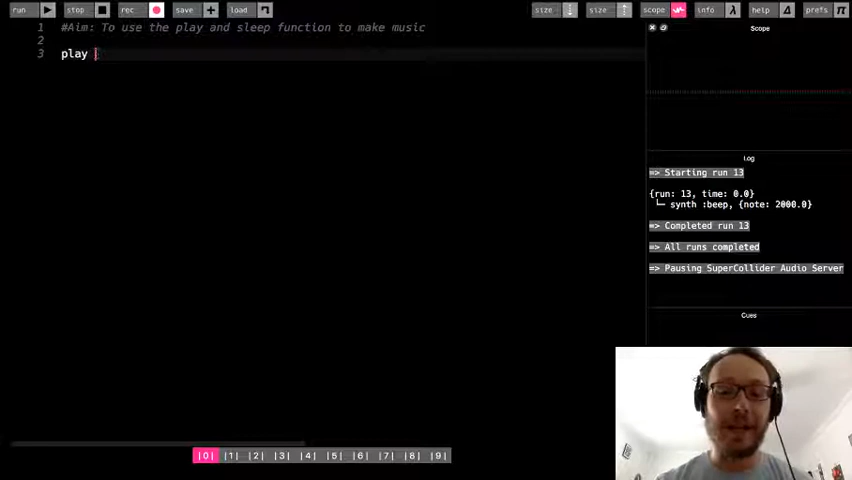 run stop rec save load size size scope info help prefs
1 #Aim: To use the play and sleep function to make music
2
3 play
Scope
Log
=> Starting run 13
{run: 13, time: 0.0}
└─ synth :beep, {note: 2000.0}
=> Completed run 13
=> All runs completed
=> Pausing SuperCollider Audio Server
Cues
|0| |1| |2| |3| |4| |5| |6| |7| |8| |9|